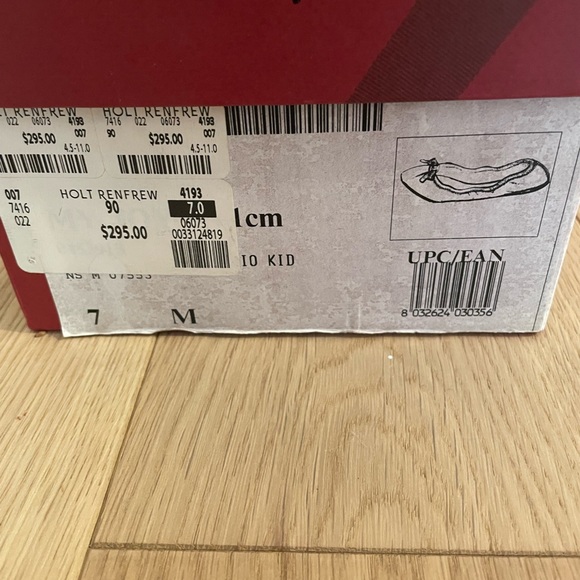 HOLT RENFREW
022 06073 4193
007
$295.00
4.5-11.0
HOLT RENFREW
7416 022 06073 4193
90 007
$295.00
4.5-11.0
007 HOLT RENFREW 4193
7416 90 7.0
022 06073
$295.00 0033124819
1cm
IO KID
7 M
UPC/EAN
8 032624 030356